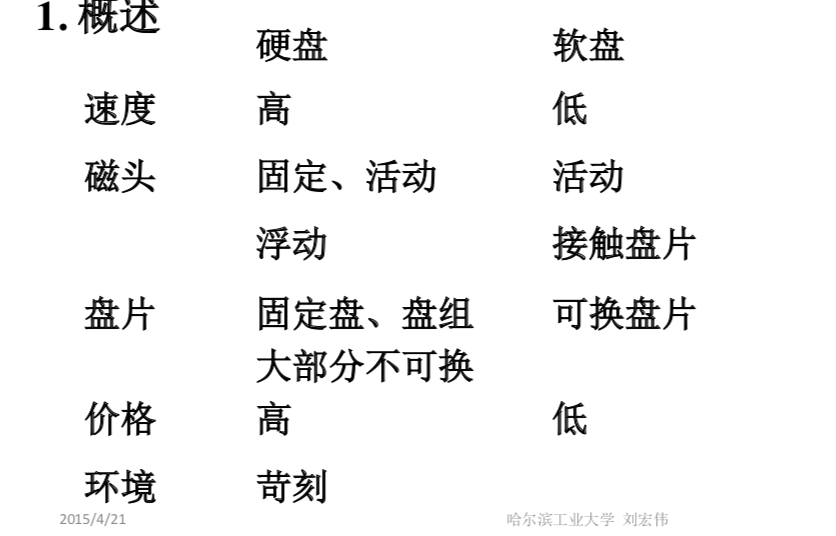 1. 概述
硬盘 软盘
速度 高 低
磁头 固定、活动 活动
浮动 接触盘片
盘片 固定盘、盘组 可换盘片
大部分不可换
价格 高 低
环境 苛刻
2015/4/21 哈尔滨工业大学 刘宏伟